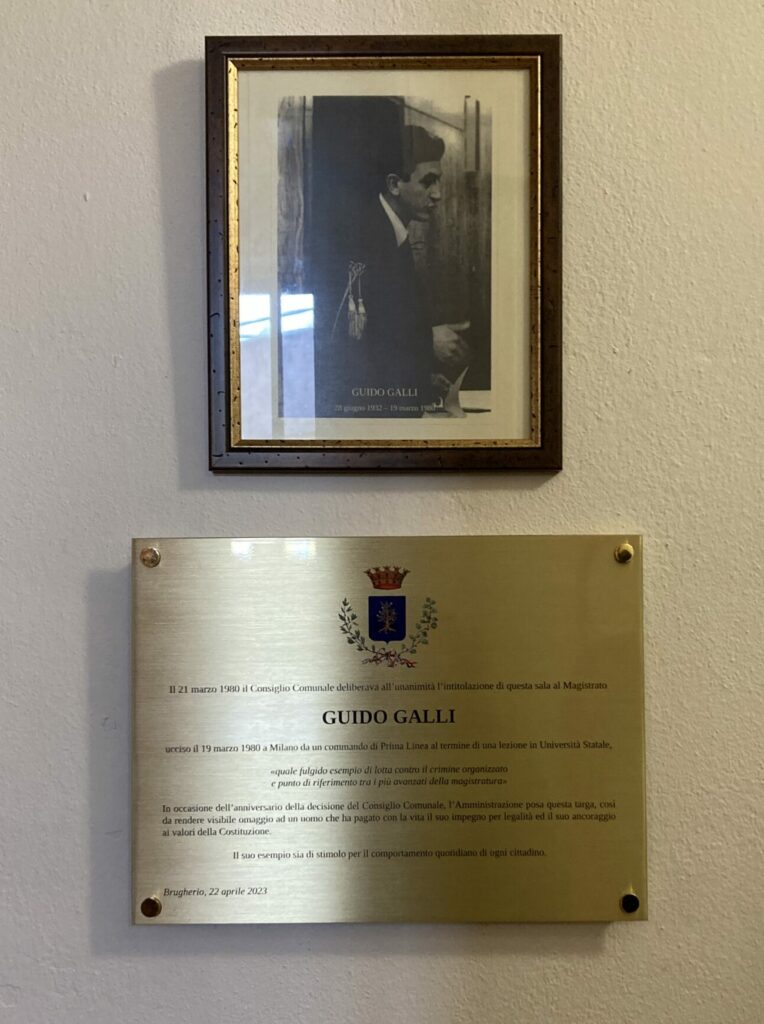 GUIDO GALLI
28 giugno 1932 – 19 marzo 1980
Il 21 marzo 1980 il Consiglio Comunale deliberava all'unanimità l'intitolazione di questa sala al Magistrato
GUIDO GALLI
ucciso il 19 marzo 1980 a Milano da un commando di Prima Linea al termine di una lezione in Università Statale,
«quale fulgido esempio di lotta contro il crimine organizzato
e punto di riferimento tra i più avanzati della magistratura»
In occasione dell'anniversario della decisione del Consiglio Comunale, l'Amministrazione posa questa targa, così
da rendere visibile omaggio ad un uomo che ha pagato con la vita il suo impegno per legalità ed il suo ancoraggio
ai valori della Costituzione.
Il suo esempio sia di stimolo per il comportamento quotidiano di ogni cittadino.
Brugherio, 22 aprile 2023